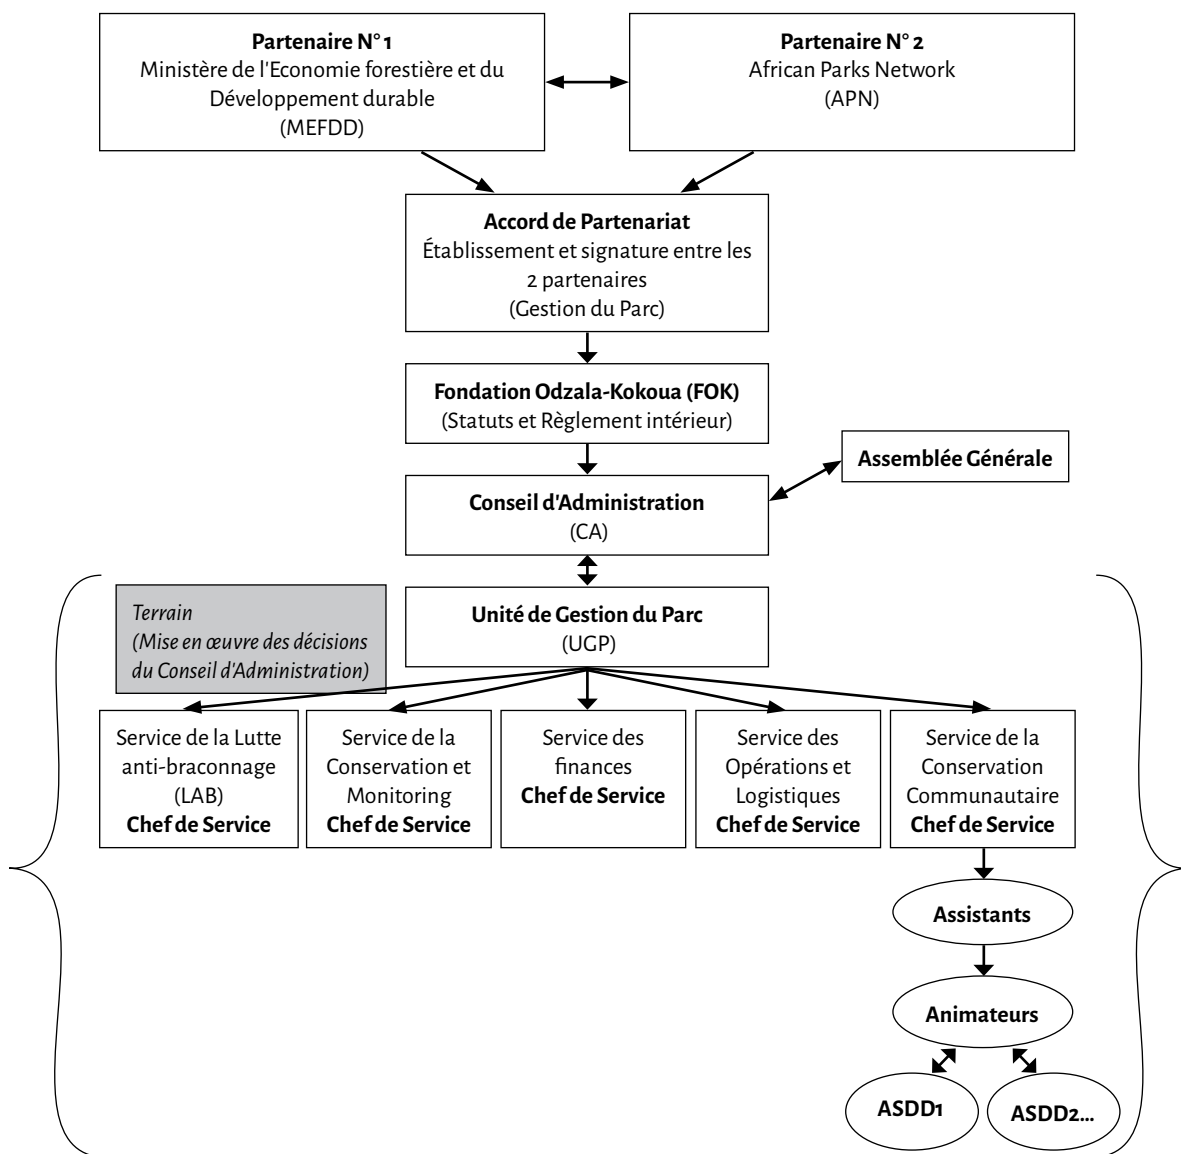 Partenaire N° 1
Ministère de l'Economie forestière et du
Développement durable
(MEFDD)
Partenaire N° 2
African Parks Network
(APN)
Accord de Partenariat
Établissement et signature entre les
2 partenaires
(Gestion du Parc)
Fondation Odzala-Kokoua (FOK)
(Statuts et Règlement intérieur)
Assemblée Générale
Conseil d'Administration
(CA)
Terrain
(Mise en œuvre des décisions
du Conseil d'Administration)
Unité de Gestion du Parc
(UGP)
Service de la Lutte
anti-braconnage
(LAB)
Chef de Service
Service de la
Conservation et
Monitoring
Chef de Service
Service des
finances
Chef de Service
Service des
Opérations et
Logistiques
Chef de Service
Service de la
Conservation
Communautaire
Chef de Service
Assistants
Animateurs
ASDD1
ASDD2...